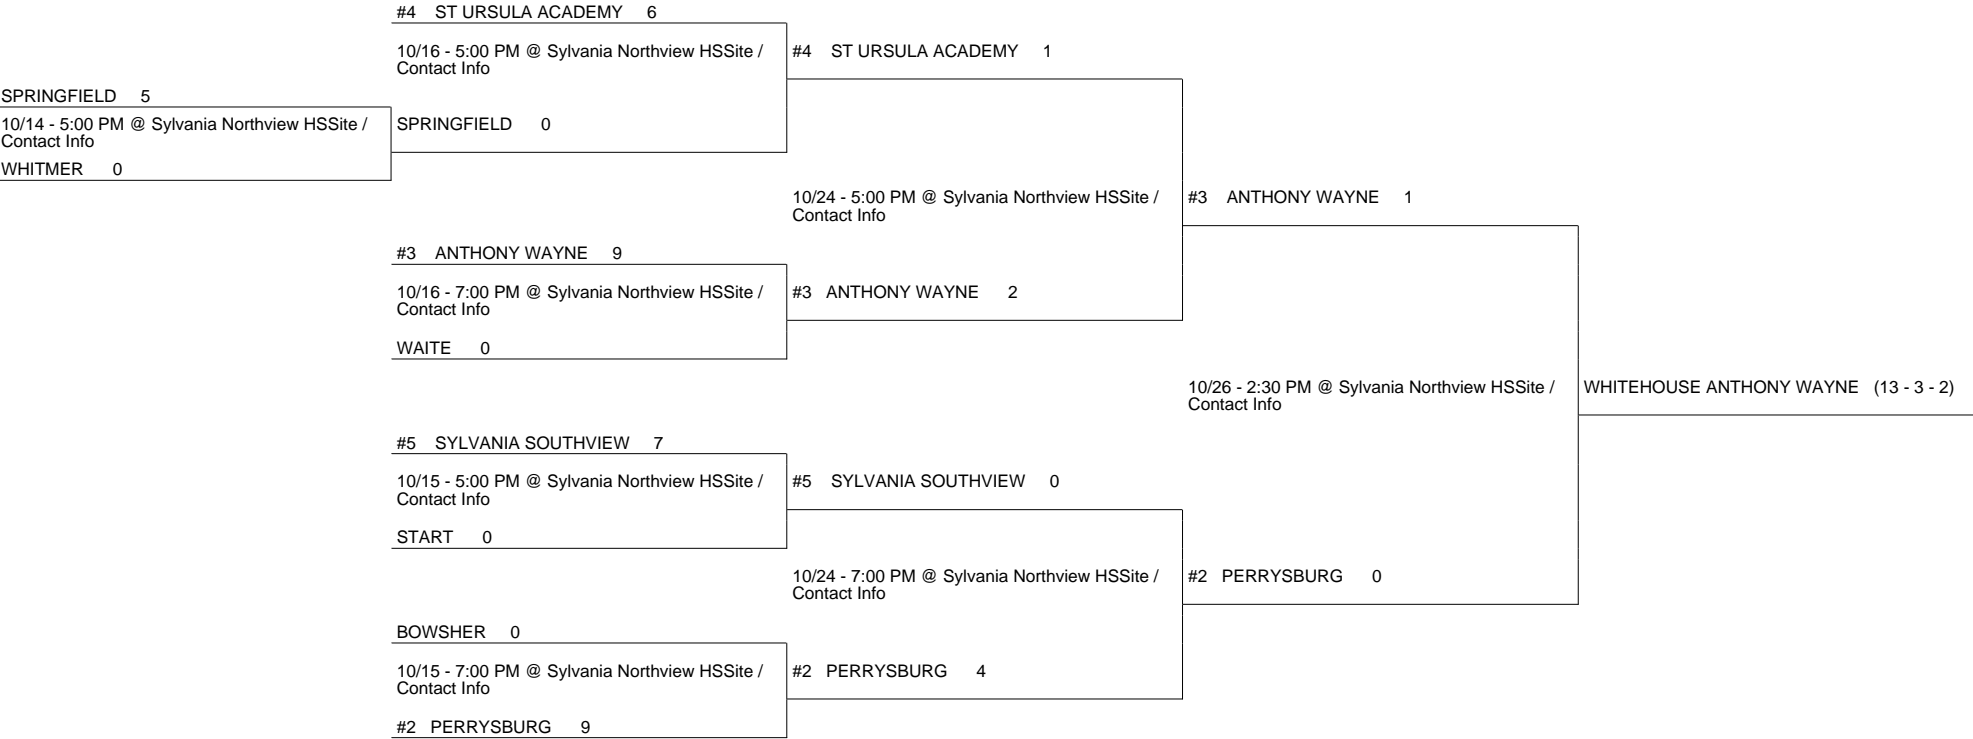 SPRINGFIELD 5
10/14 - 5:00 PM @ Sylvania Northview HSSite /
Contact Info
WHITMER 0
#4 ST URSULA ACADEMY 6
10/16 - 5:00 PM @ Sylvania Northview HSSite /
Contact Info
SPRINGFIELD 0
#3 ANTHONY WAYNE 9
10/16 - 7:00 PM @ Sylvania Northview HSSite /
Contact Info
WAITE 0
#5 SYLVANIA SOUTHVIEW 7
10/15 - 5:00 PM @ Sylvania Northview HSSite /
Contact Info
START 0
BOWSHER 0
10/15 - 7:00 PM @ Sylvania Northview HSSite /
Contact Info
#2 PERRYSBURG 9
#4 ST URSULA ACADEMY 1
10/24 - 5:00 PM @ Sylvania Northview HSSite /
Contact Info
#3 ANTHONY WAYNE 2
#5 SYLVANIA SOUTHVIEW 0
10/24 - 7:00 PM @ Sylvania Northview HSSite /
Contact Info
#2 PERRYSBURG 4
#3 ANTHONY WAYNE 1
10/26 - 2:30 PM @ Sylvania Northview HSSite /
Contact Info
#2 PERRYSBURG 0
WHITEHOUSE ANTHONY WAYNE (13 - 3 - 2)